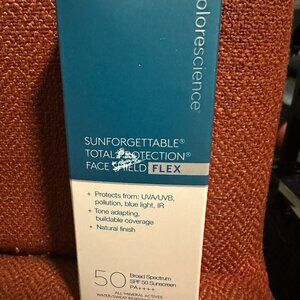 colorescience®
SUNFORGETTABLE®
TOTAL PROTECTION®
FACE SHIELD FLEX
+ Protects from: UVA/UVB,
pollution, blue light, IR
+ Tone adapting,
buildable coverage
+ Natural finish
50 Broad Spectrum
SPF 50 Sunscreen
PA++++
ALL MINERAL ACTIVES